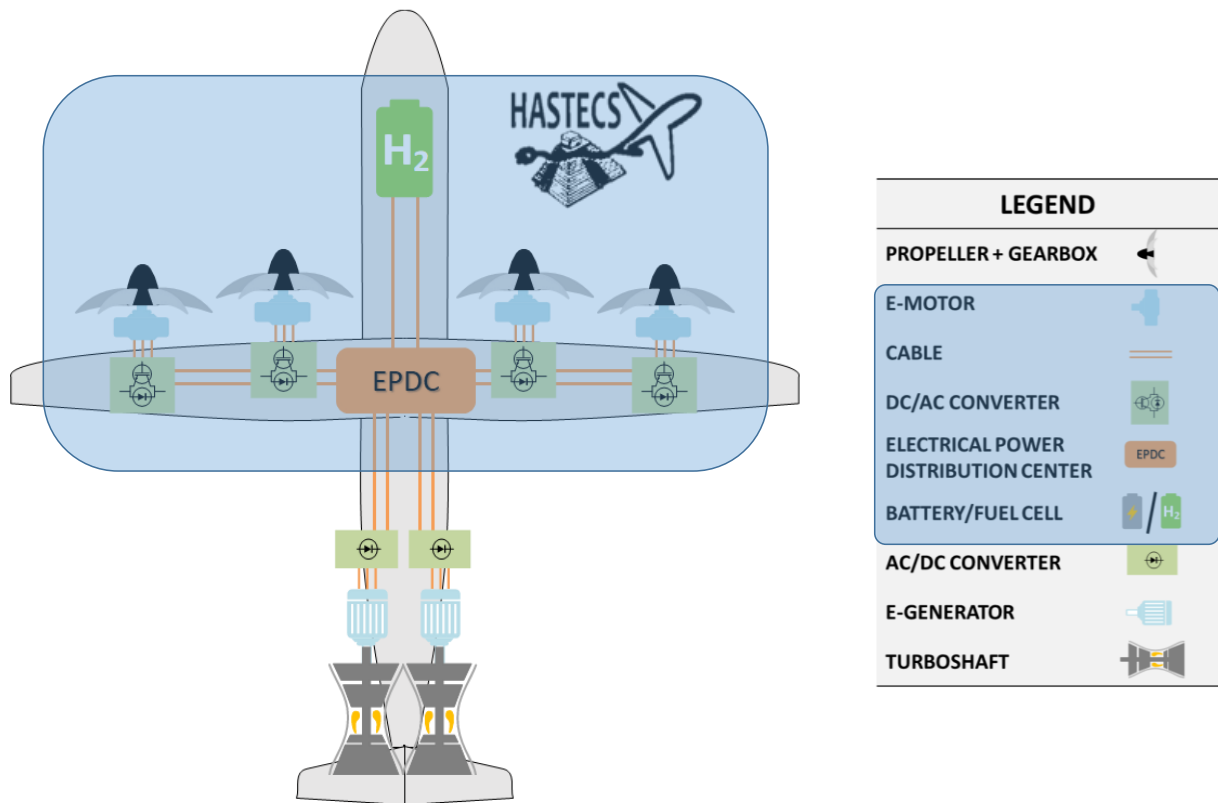 HASTECS
H2
EPDC
LEGEND
PROPELLER + GEARBOX
E-MOTOR
CABLE
DC/AC CONVERTER
ELECTRICAL POWER
DISTRIBUTION CENTER
EPDC
BATTERY/FUEL CELL
/ H2
AC/DC CONVERTER
E-GENERATOR
TURBOSHAFT